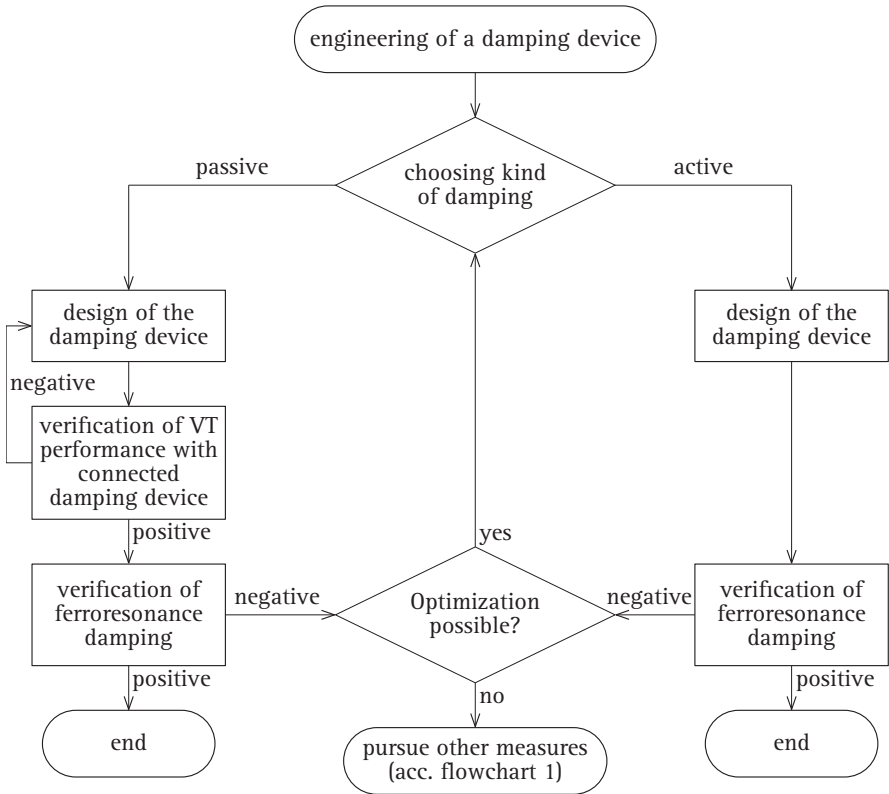 engineering of a damping device
passive
choosing kind
of damping
active
design of the
damping device
design of the
damping device
negative
verification of VT
performance with
connected
damping device
positive
yes
verification of
ferroresonance
damping
negative
Optimization
possible?
negative
verification of
ferroresonance
damping
positive
no
positive
end
pursue other measures
(acc. flowchart 1)
end